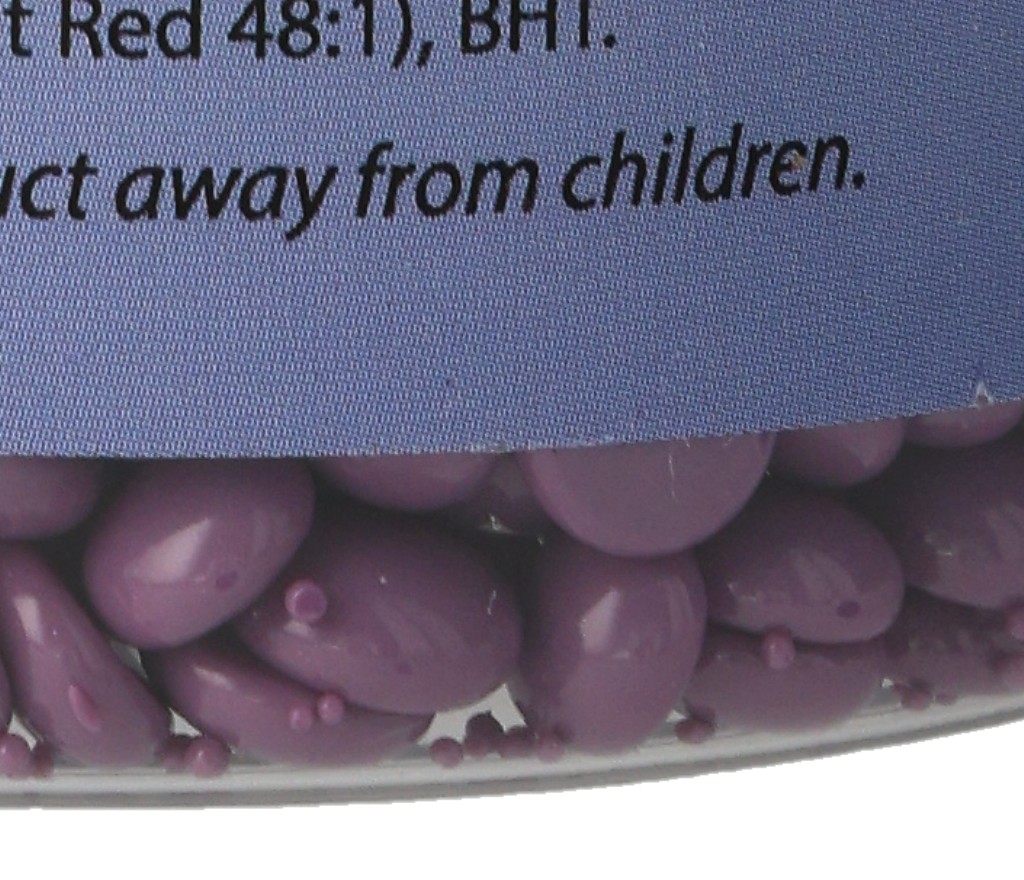 t Red 48:1), BHT.
uct away from children.